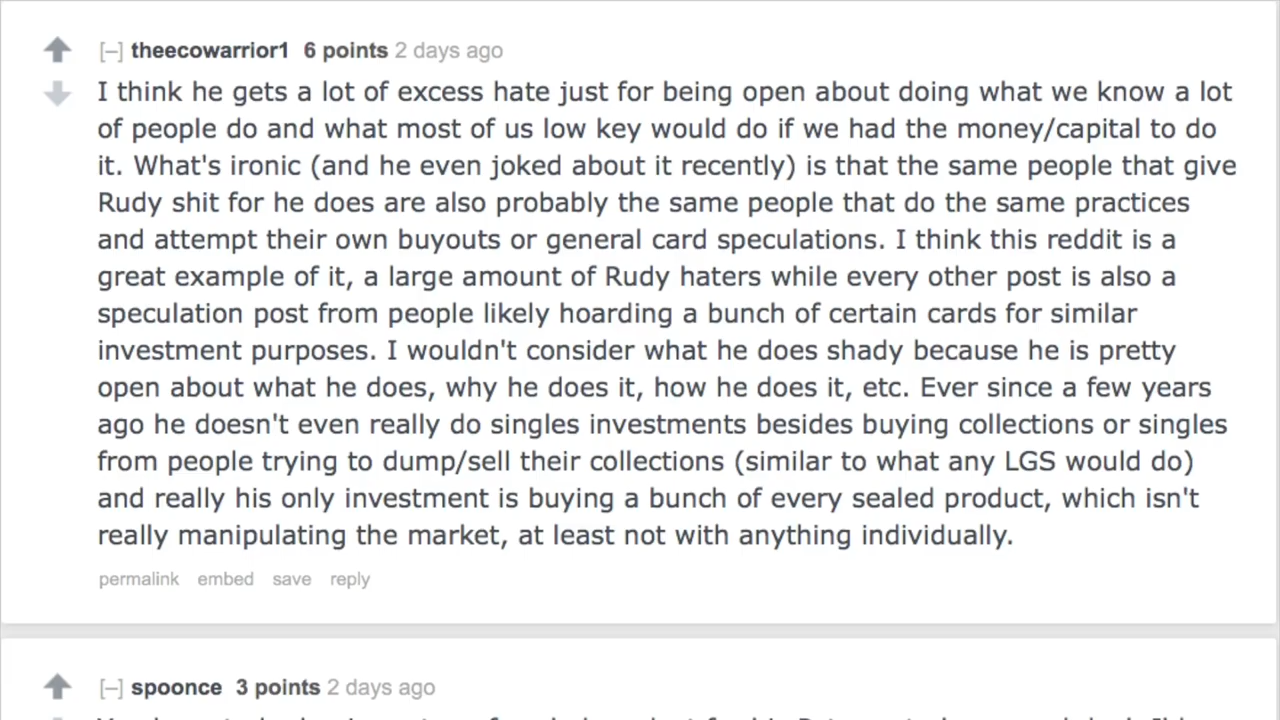 [–] theecowarrior1 6 points 2 days ago
I think he gets a lot of excess hate just for being open about doing what we know a lot
of people do and what most of us low key would do if we had the money/capital to do
it. What's ironic (and he even joked about it recently) is that the same people that give
Rudy shit for he does are also probably the same people that do the same practices
and attempt their own buyouts or general card speculations. I think this reddit is a
great example of it, a large amount of Rudy haters while every other post is also a
speculation post from people likely hoarding a bunch of certain cards for similar
investment purposes. I wouldn't consider what he does shady because he is pretty
open about what he does, why he does it, how he does it, etc. Ever since a few years
ago he doesn't even really do singles investments besides buying collections or singles
from people trying to dump/sell their collections (similar to what any LGS would do)
and really his only investment is buying a bunch of every sealed product, which isn't
really manipulating the market, at least not with anything individually.
permalink embed save reply
[–] spoonce 3 points 2 days ago